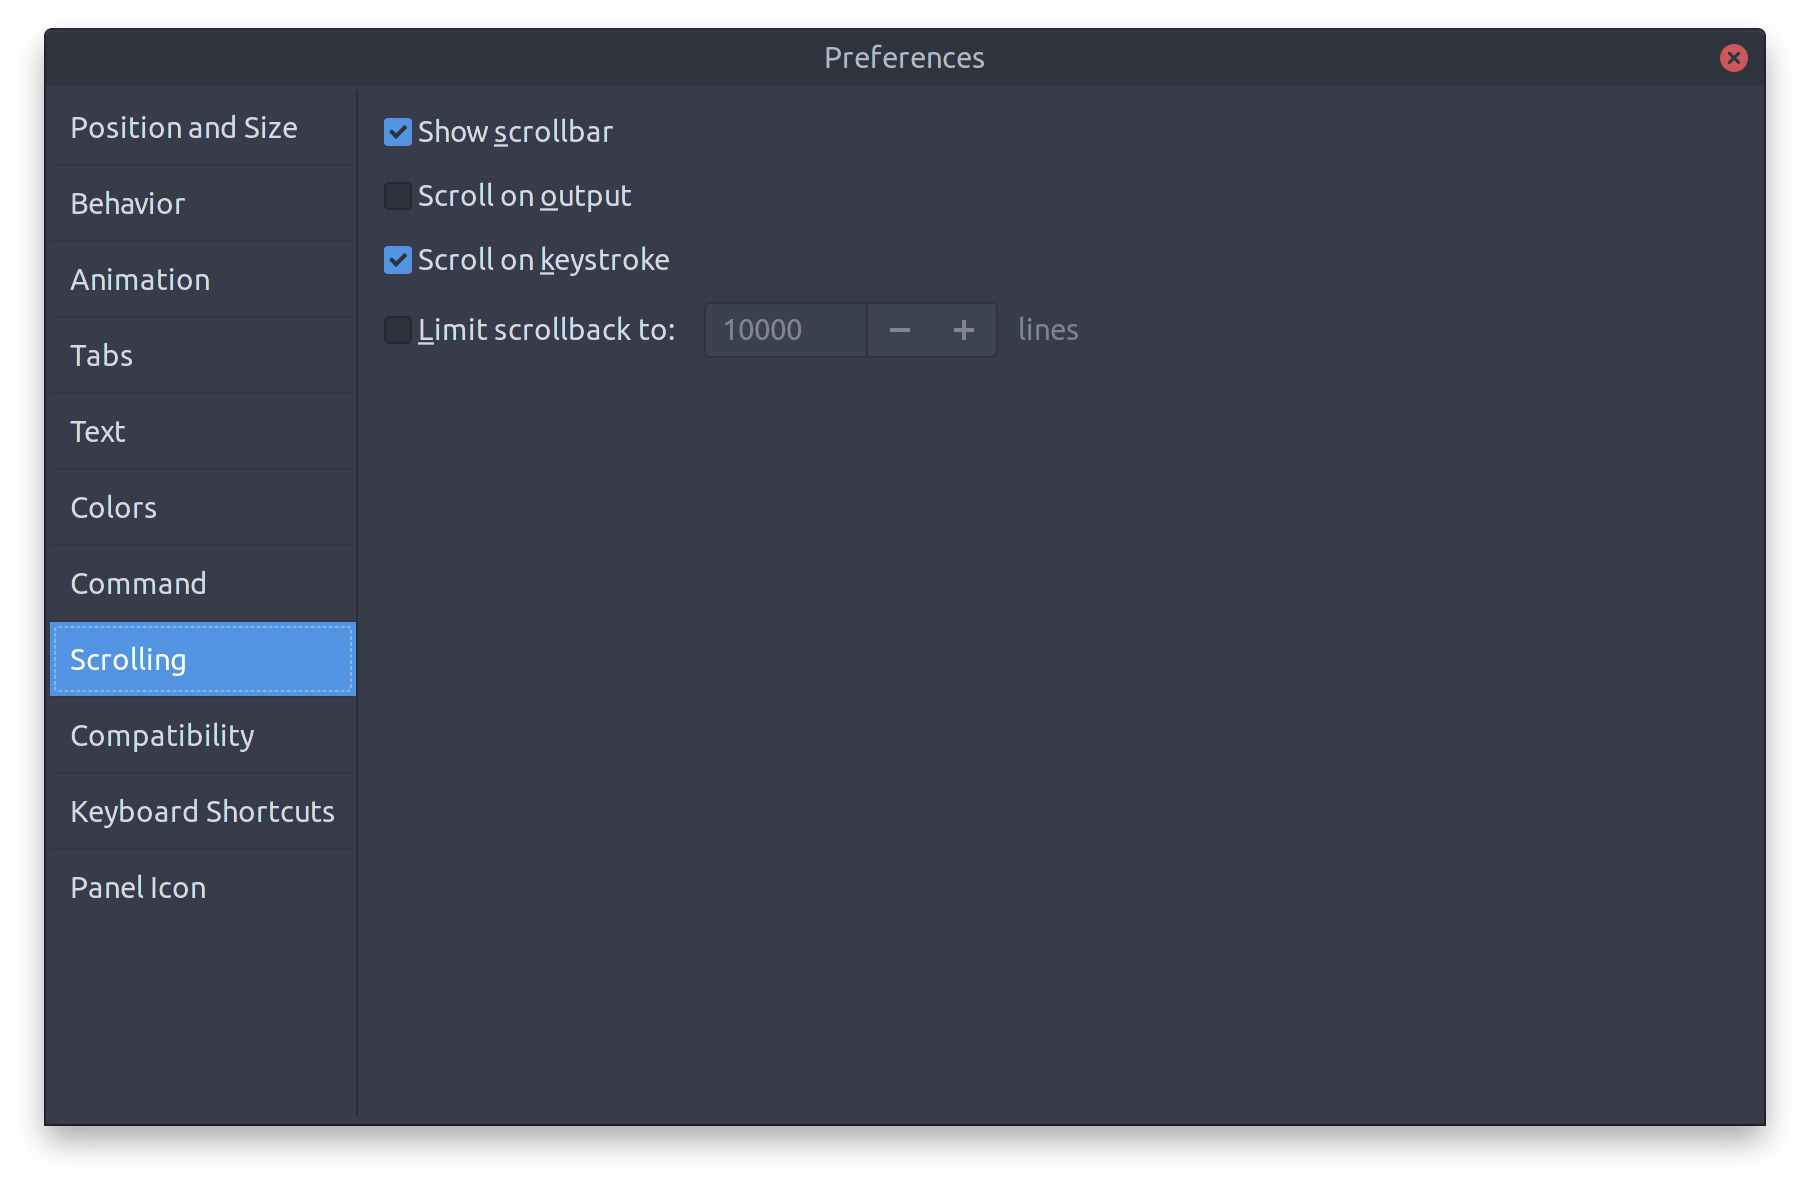 Preferences
Position and Size
Behavior
Animation
Tabs
Text
Colors
Command
Scrolling
Compatibility
Keyboard Shortcuts
Panel Icon
Show scrollbar
Scroll on output
Scroll on keystroke
Limit scrollback to: 10000 lines